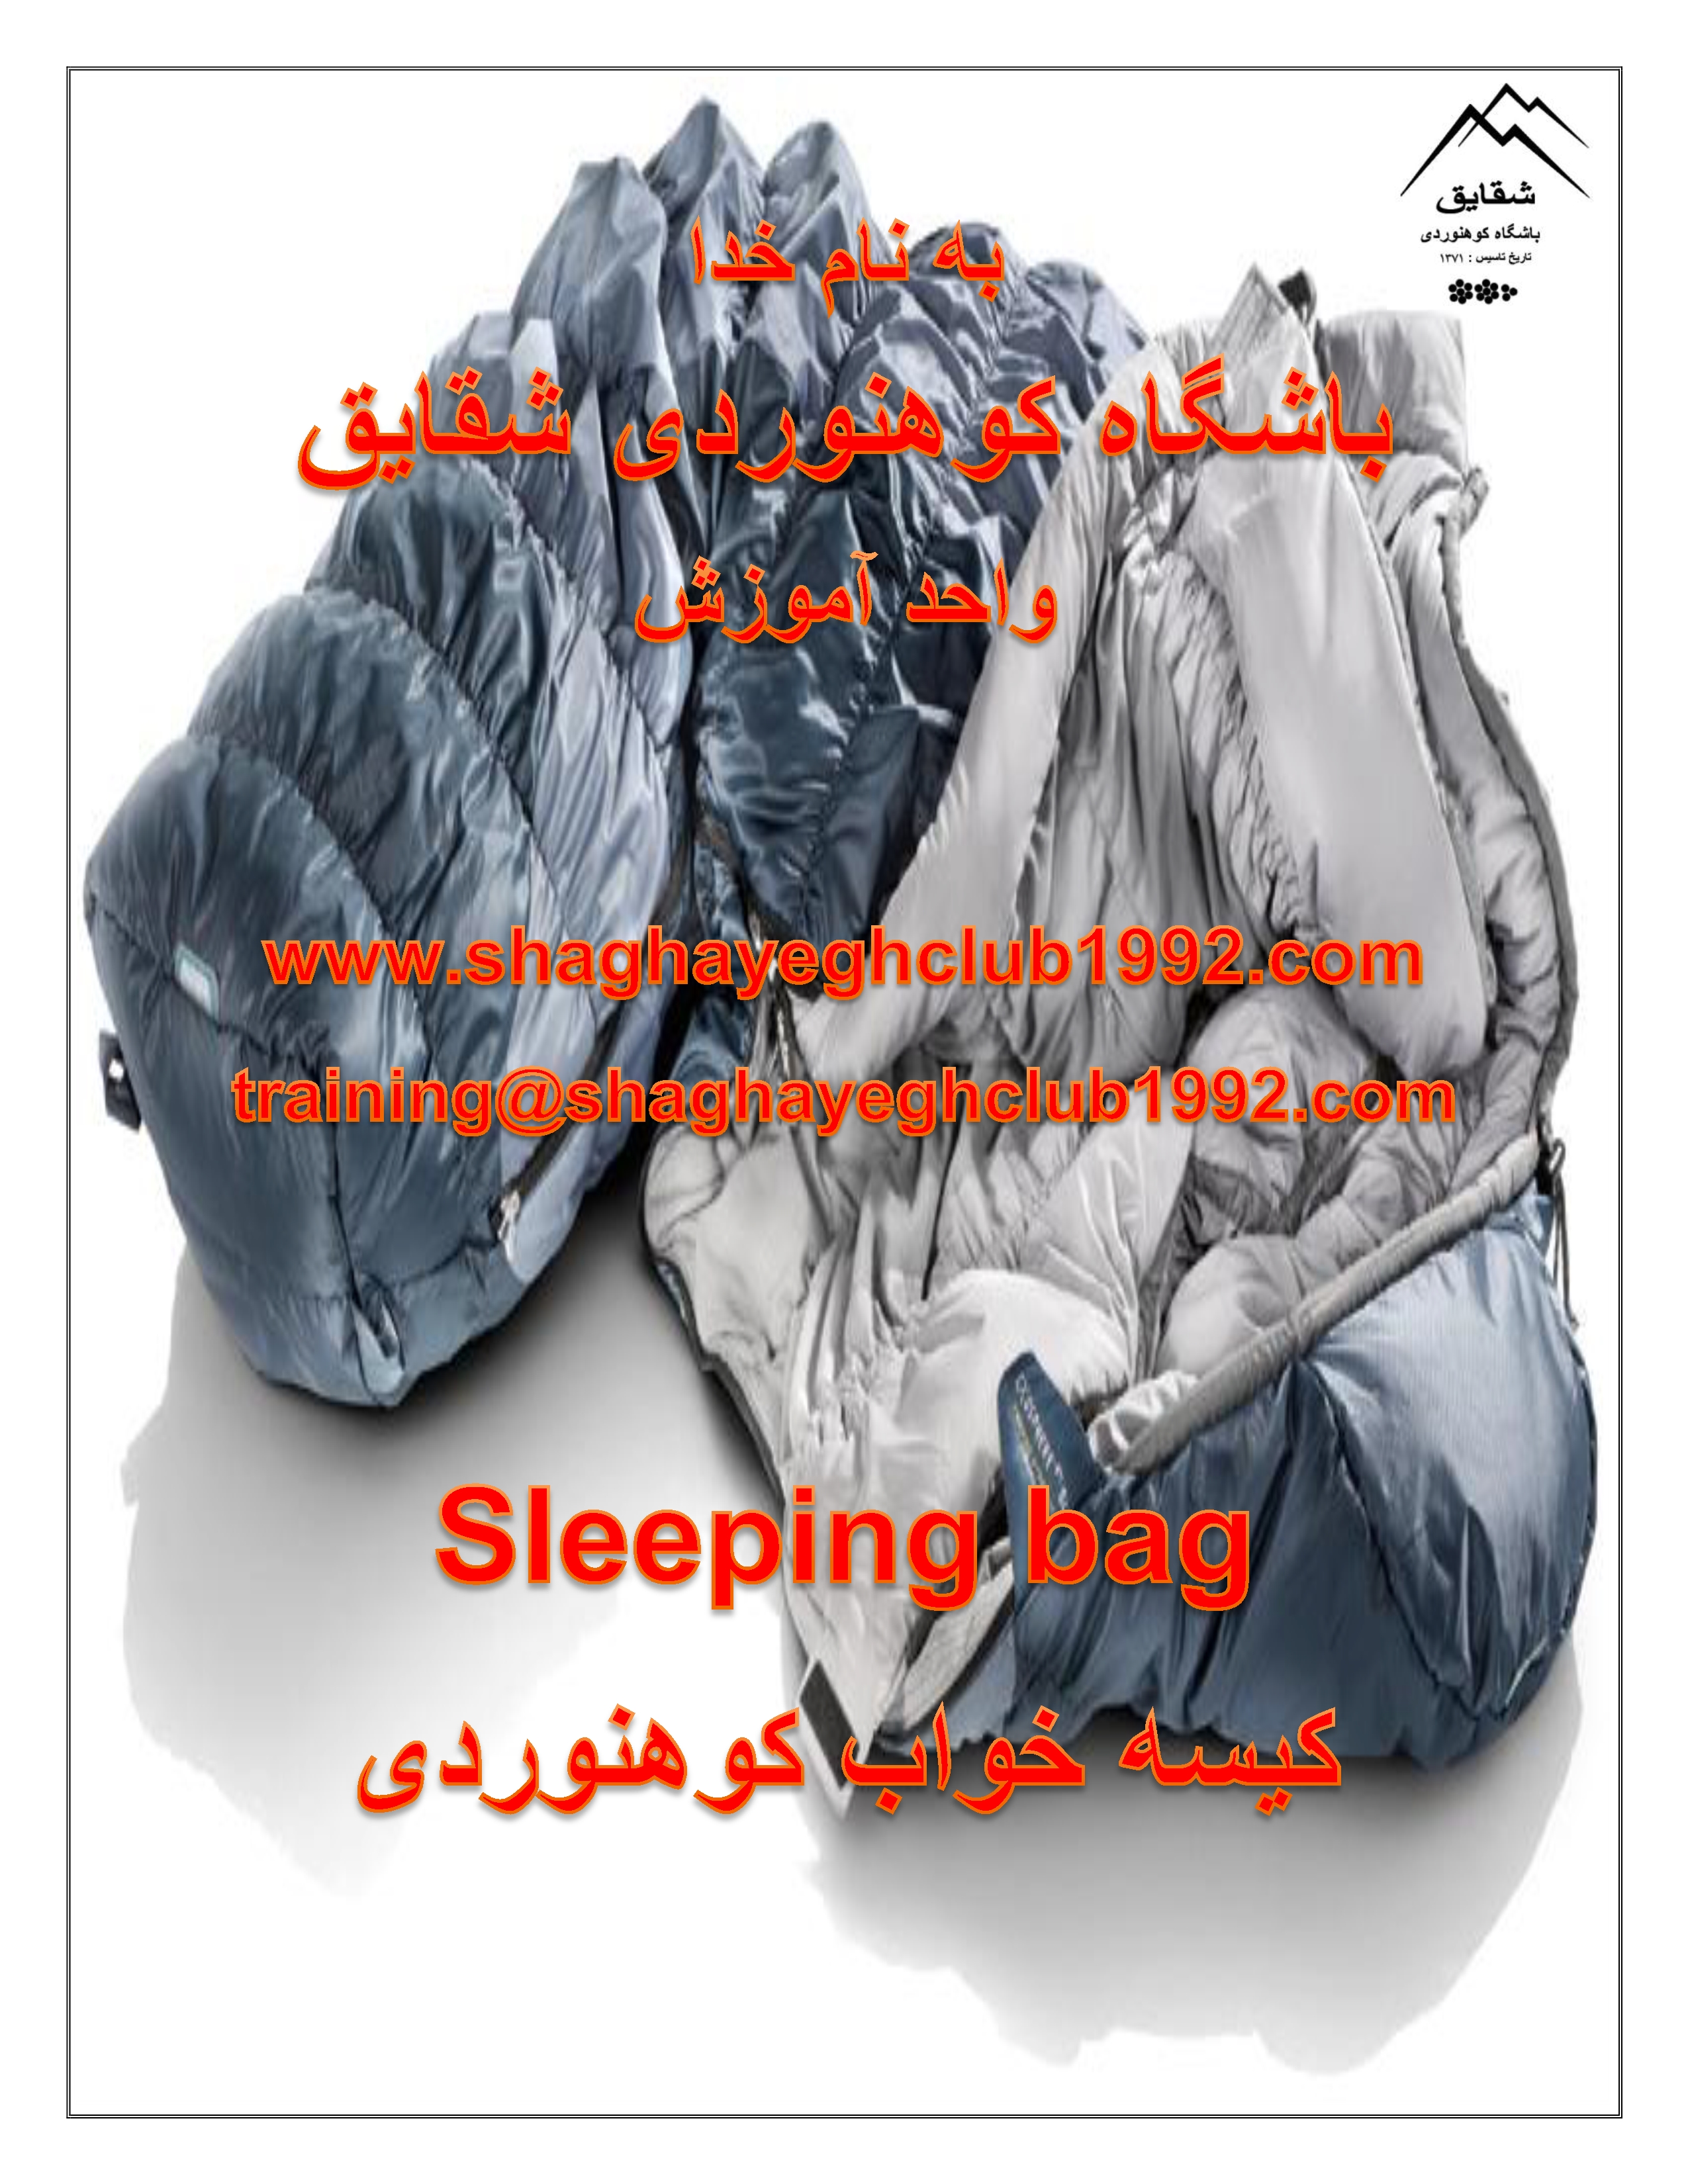 شقایق
باشگاه کوهنوردی
تاریخ تاسیس : ۱۳۷۱
به نام خدا
باشگاه کوهنوردی شقایق
واحد آموزش
www.shaghayeghclub1992.com
training@shaghayeghclub1992.com
Sleeping bag
کیسه خواب کوهنوردی